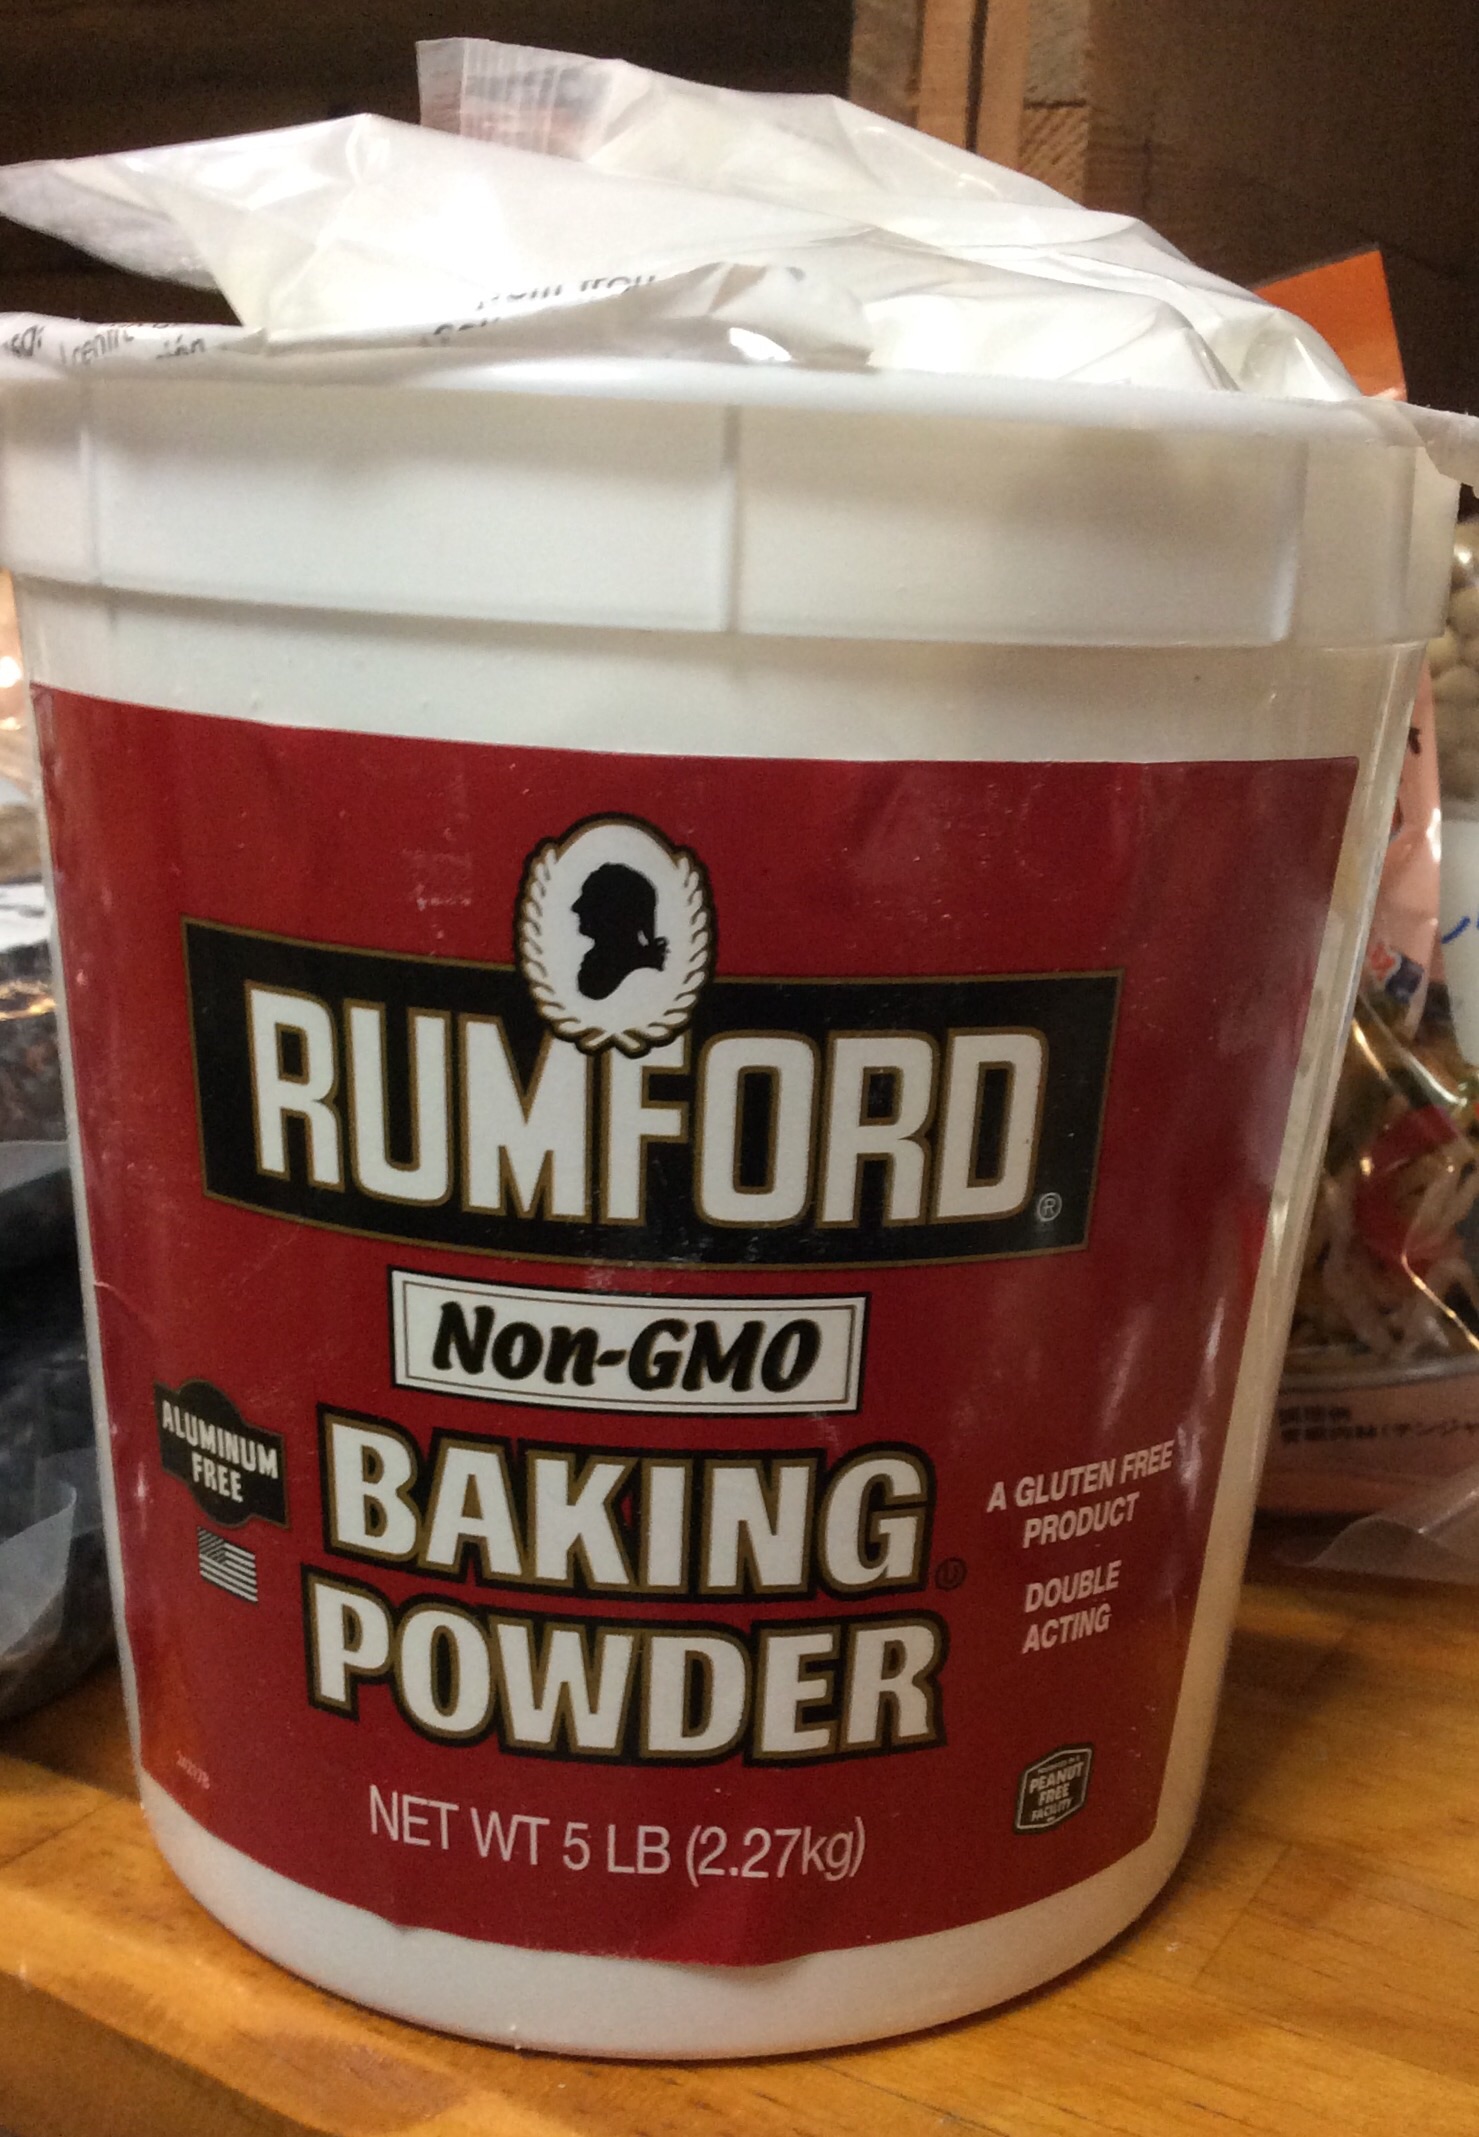 RUMFORD®
Non-GMO
ALUMINUM
FREE
BAKING
POWDER
A GLUTEN FREE
PRODUCT
DOUBLE
ACTING
PEANUT
FREE
FACILITY
NET WT 5 LB (2.27kg)